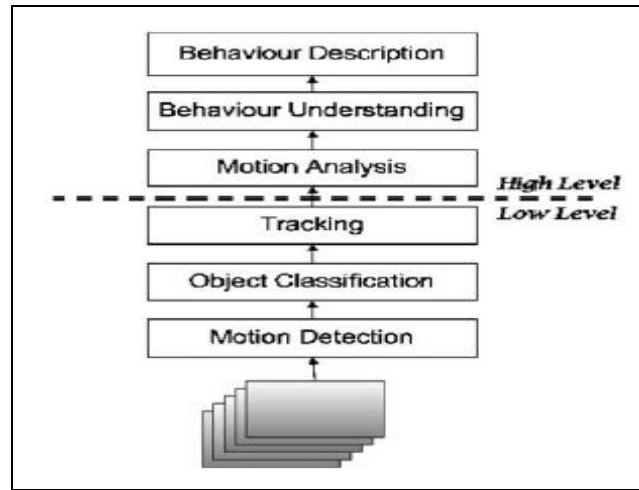 Behaviour Description
Behaviour Understanding
Motion Analysis
High Level
Low Level
Tracking
Object Classification
Motion Detection